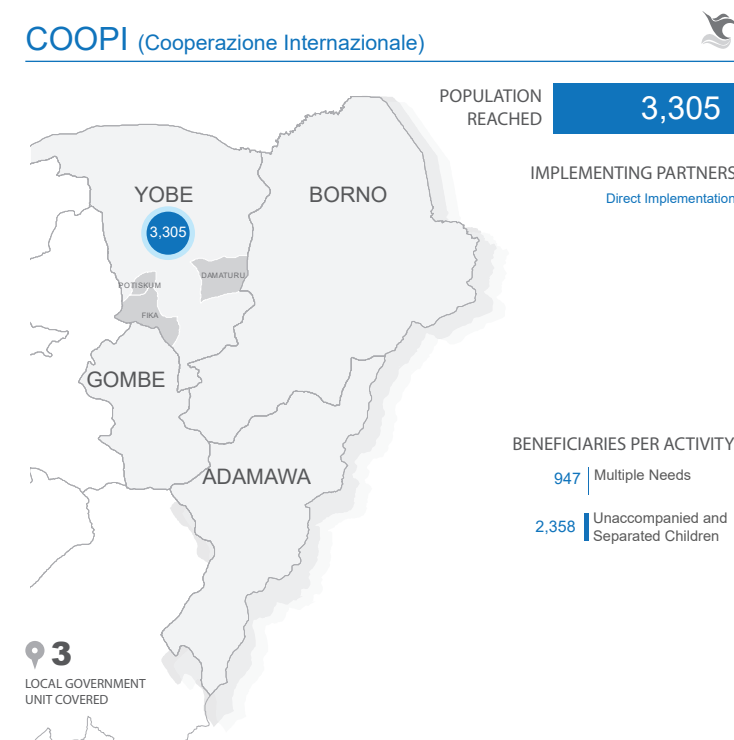 COOPI (Cooperazione Internazionale)
POPULATION
REACHED
3,305
IMPLEMENTING PARTNERS
Direct Implementation
YOBE
BORNO
3,305
DAMATURU
POTISKUM
FIKA
GOMBE
BENEFICIARIES PER ACTIVITY
947
Multiple Needs
ADAMAWA
2,358
Unaccompanied and
Separated Children
3
LOCAL GOVERNMENT
UNIT COVERED